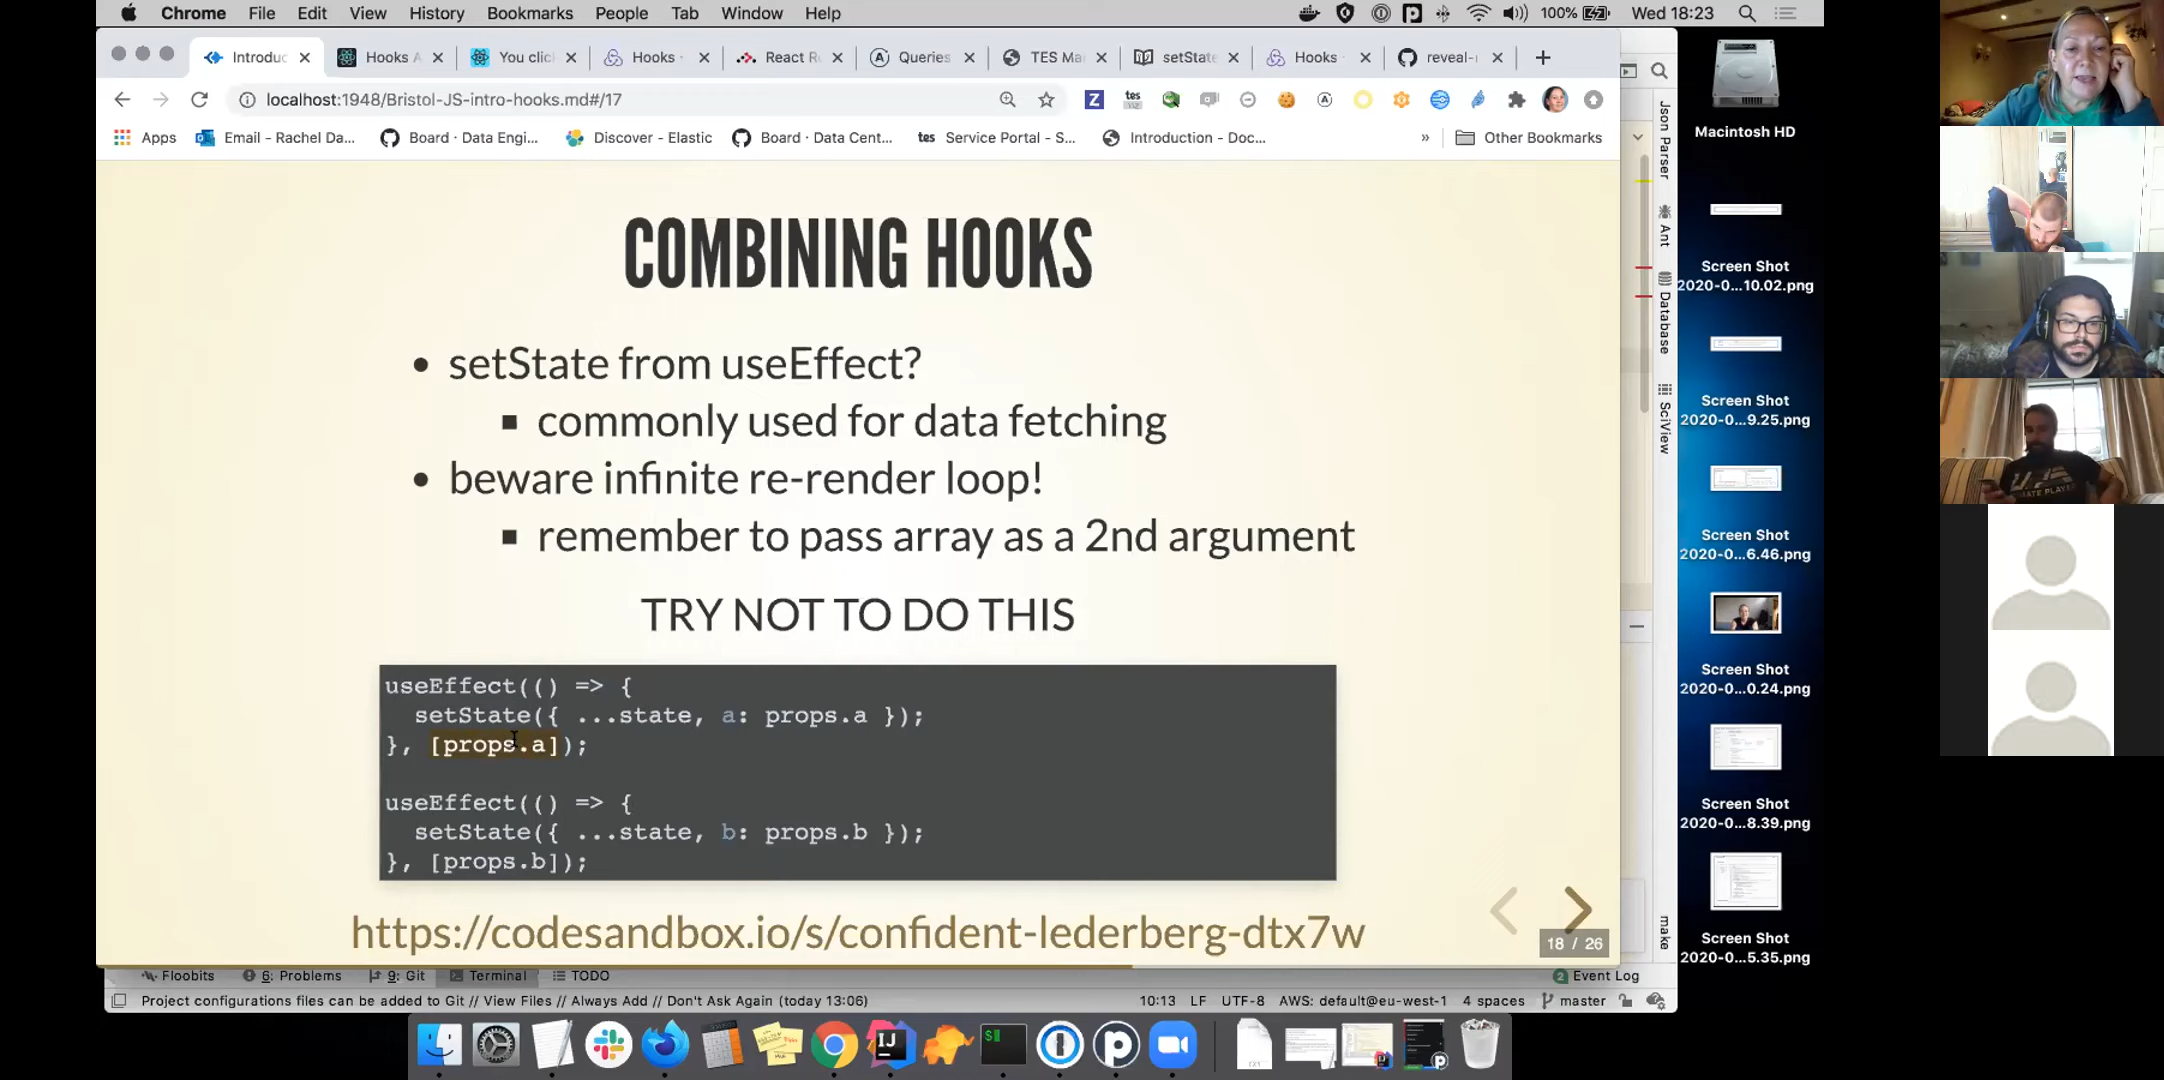 Chrome File Edit View History Bookmarks People Tab Window Help
100% Wed 18:23
Introduc
Hooks A
You clic
Hooks
React R
Queries
TES Ma
setState
Hooks
reveal-
localhost:1948/Bristol-JS-intro-hooks.md#/17
Z
tes
Apps
Email - Rachel Da...
Board · Data Engi...
Discover - Elastic
Board · Data Cent...
tes Service Portal - S...
Introduction - Doc...
» Other Bookmarks
COMBINING HOOKS
• setState from useEffect?
▪ commonly used for data fetching
• beware infinite re-render loop!
▪ remember to pass array as a 2nd argument
TRY NOT TO DO THIS
useEffect(() => {
setState({ ...state, a: props.a });
}, [props.a]);
useEffect(() => {
setState({ ...state, b: props.b });
}, [props.b]);
https://codesandbox.io/s/confident-lederberg-dtx7w
18 / 26
Floobits 6: Problems 9: Git Terminal TODO
2 Event Log
Project configurations files can be added to Git // View Files // Always Add // Don't Ask Again (today 13:06)
10:13 LF UTF-8 AWS: default@eu-west-1 4 spaces master
Json Parser
Ant
Database
SciView
make
Macintosh HD
Screen Shot
2020-0...10.02.png
Screen Shot
2020-0...9.25.png
Screen Shot
2020-0...6.46.png
Screen Shot
2020-0...0.24.png
Screen Shot
2020-0...8.39.png
Screen Shot
2020-0...5.35.png
IJ